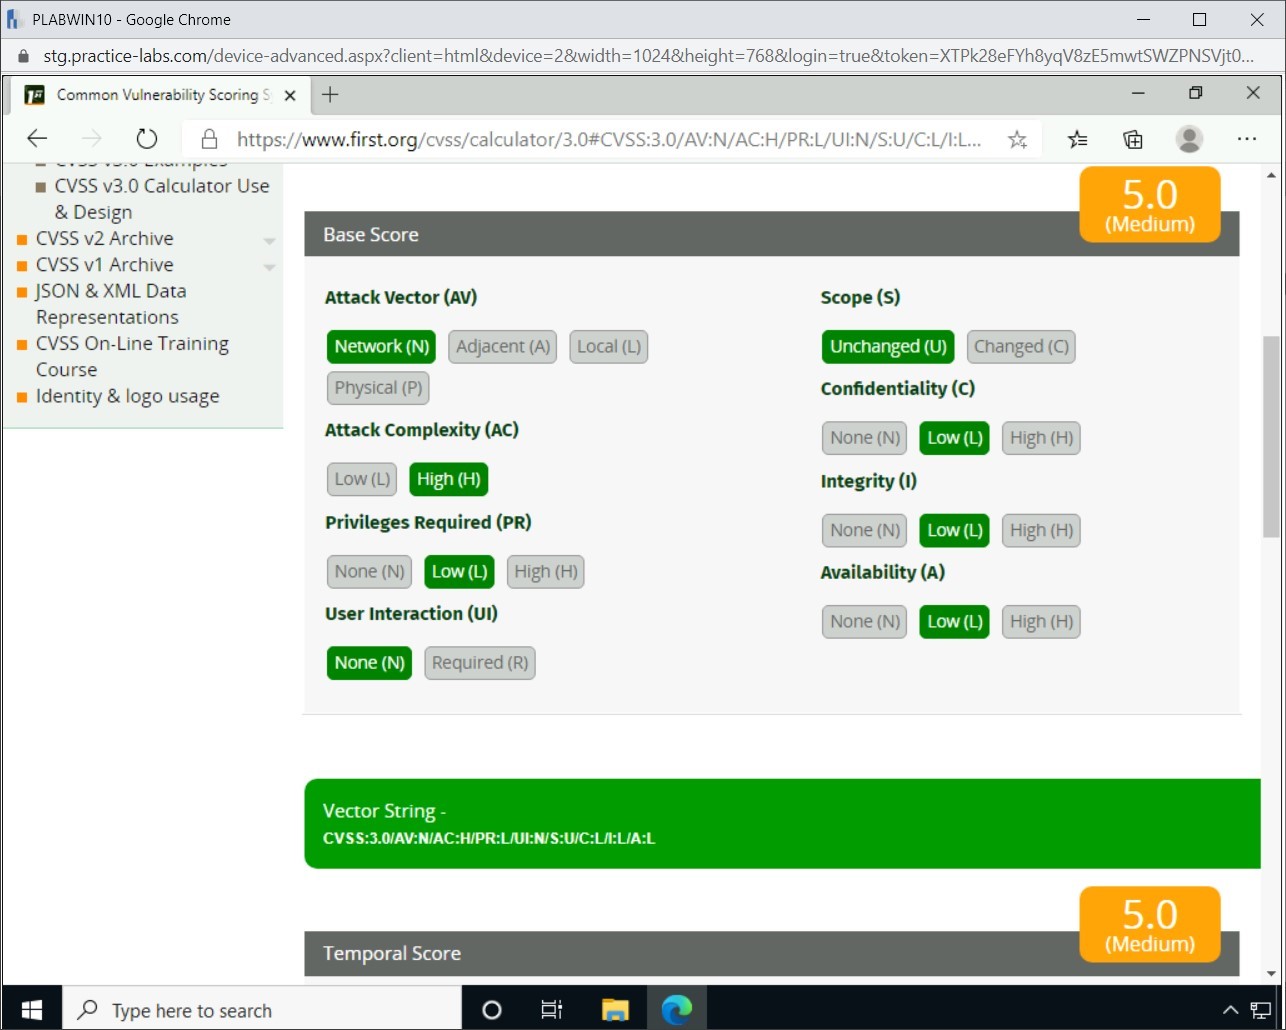 PLABWIN10 - Google Chrome
stg.practice-labs.com/device-advanced.aspx?client=html&device=2&width=1024&height=768&login=true&token=XTPk28eFYh8yqV8zE5mwtSWZPNSVjt0...
Common Vulnerability Scoring S
https://www.first.org/cvss/calculator/3.0#CVSS:3.0/AV:N/AC:H/PR:L/UI:N/S:U/C:L/I:L...
CVSS v3.0 Examples
CVSS v3.0 Calculator Use
& Design
CVSS v2 Archive
CVSS v1 Archive
JSON & XML Data
Representations
CVSS On-Line Training
Course
Identity & logo usage
5.0
(Medium)
Base Score
Attack Vector (AV)
Network (N) Adjacent (A) Local (L)
Physical (P)
Attack Complexity (AC)
Low (L) High (H)
Privileges Required (PR)
None (N) Low (L) High (H)
User Interaction (UI)
None (N) Required (R)
Scope (S)
Unchanged (U) Changed (C)
Confidentiality (C)
None (N) Low (L) High (H)
Integrity (I)
None (N) Low (L) High (H)
Availability (A)
None (N) Low (L) High (H)
Vector String -
CVSS:3.0/AV:N/AC:H/PR:L/UI:N/S:U/C:L/I:L/A:L
5.0
(Medium)
Temporal Score
Type here to search